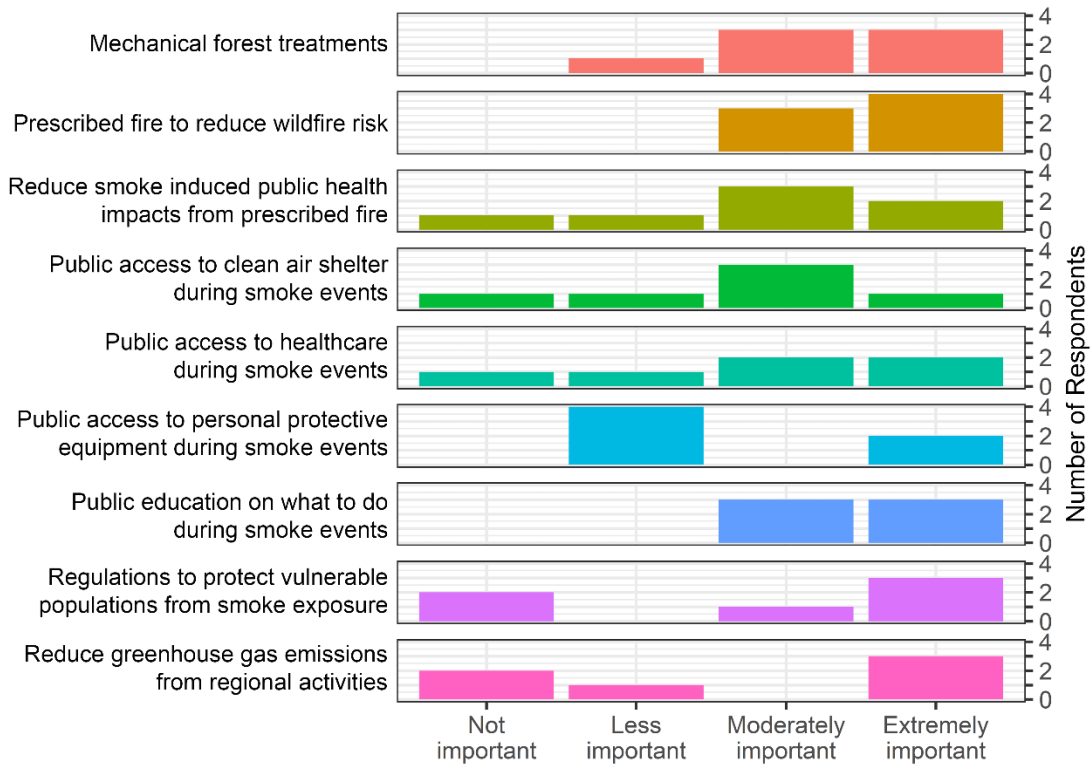 Mechanical forest treatments
4
2
0
Prescribed fire to reduce wildfire risk
4
2
0
Reduce smoke induced public health
impacts from prescribed fire
4
2
0
Public access to clean air shelter
during smoke events
4
2
0
Public access to healthcare
during smoke events
4
2
0
Public access to personal protective
equipment during smoke events
4
2
0
Public education on what to do
during smoke events
4
2
0
Regulations to protect vulnerable
populations from smoke exposure
4
2
0
Reduce greenhouse gas emissions
from regional activities
4
2
0
Number of Respondents
Not
important
Less
important
Moderately
important
Extremely
important